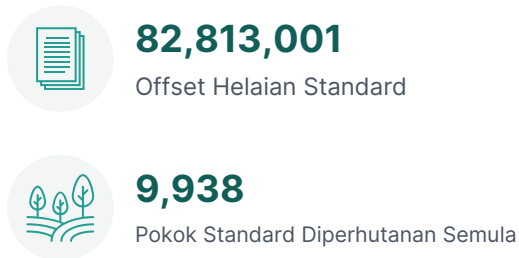 82,813,001
Offset Helaian Standard
9,938
Pokok Standard Diperhutanan Semula